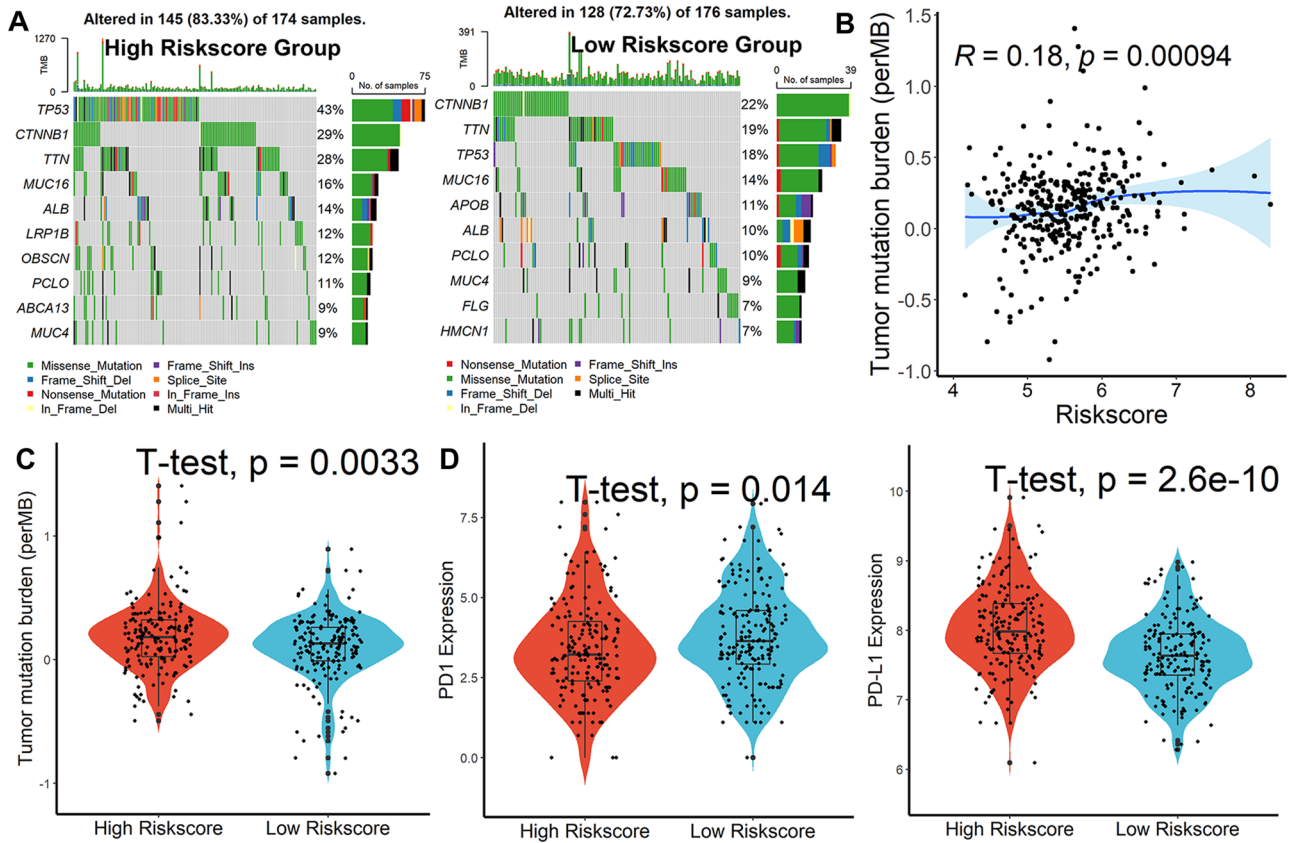 A
Altered in 145 (83.33%) of 174 samples.
High Riskscore Group
1270
0
TMB
0 75
No. of samples
TP53 43%
CTNNB1 29%
TTN 28%
MUC16 16%
ALB 14%
LRP1B 12%
OBSCN 12%
PCLO 11%
ABCA13 9%
MUC4 9%
Missense_Mutation Frame_Shift_Ins
Frame_Shift_Del Splice_Site
Nonsense_Mutation In_Frame_Ins
In_Frame_Del Multi_Hit
Altered in 128 (72.73%) of 176 samples.
Low Riskscore Group
391
0
TMB
0 39
No. of samples
CTNNB1 22%
TTN 19%
TP53 18%
MUC16 14%
APOB 11%
ALB 10%
PCLO 10%
MUC4 9%
FLG 7%
HMCN1 7%
Nonsense_Mutation Frame_Shift_Ins
Missense_Mutation Splice_Site
Frame_Shift_Del Multi_Hit
In_Frame_Del
B
R = 0.18, p = 0.00094
Tumor mutation burden (perMB)
1.5
1.0
0.5
0.0
-0.5
-1.0
4 5 6 7 8
Riskscore
C
T-test, p = 0.0033
Tumor mutation burden (perMB)
1
0
-1
High Riskscore Low Riskscore
D
T-test, p = 0.014
PD1 Expression
7.5
5.0
2.5
0.0
High Riskscore Low Riskscore
T-test, p = 2.6e-10
PD-L1 Expression
10
9
8
7
6
High Riskscore Low Riskscore